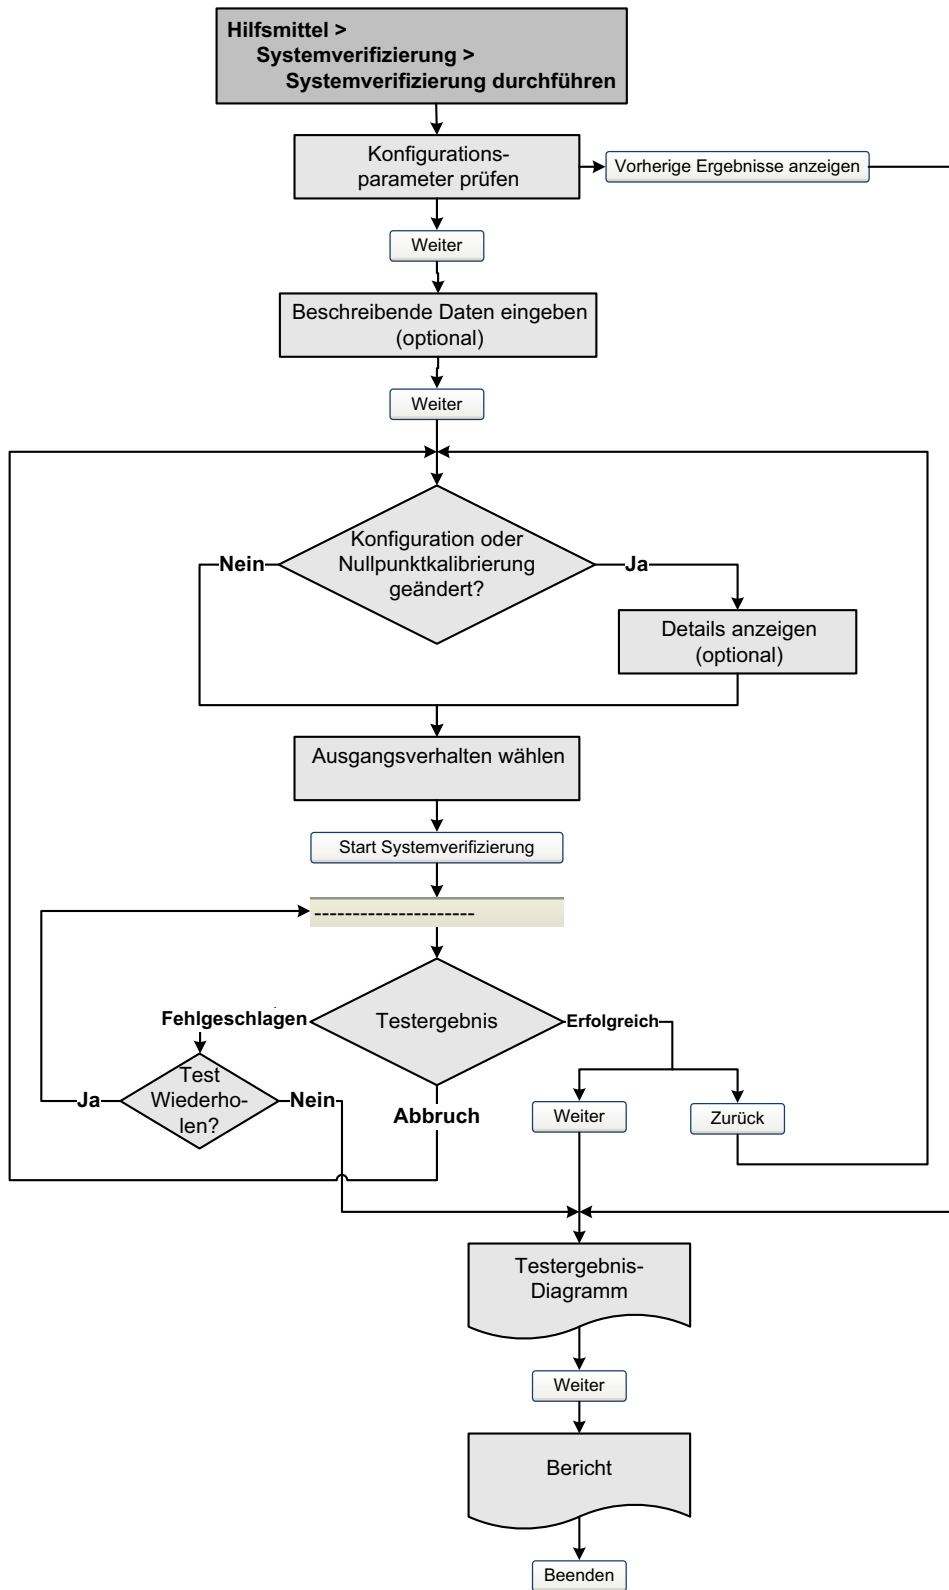 Hilfsmittel >
Systemverifizierung >
Systemverifizierung durchführen
Konfigurations-
parameter prüfen
Vorherige Ergebnisse anzeigen
Weiter
Beschreibende Daten eingeben
(optional)
Weiter
Konfiguration oder
Nullpunktkalibrierung
geändert?
Nein
Ja
Details anzeigen
(optional)
Ausgangsverhalten wählen
Start Systemverifizierung
---------------------
Testergebnis
Fehlgeschlagen
Erfolgreich
Test
Wiederho-
len?
Ja
Nein
Abbruch
Weiter
Zurück
Testergebnis-
Diagramm
Weiter
Bericht
Beenden